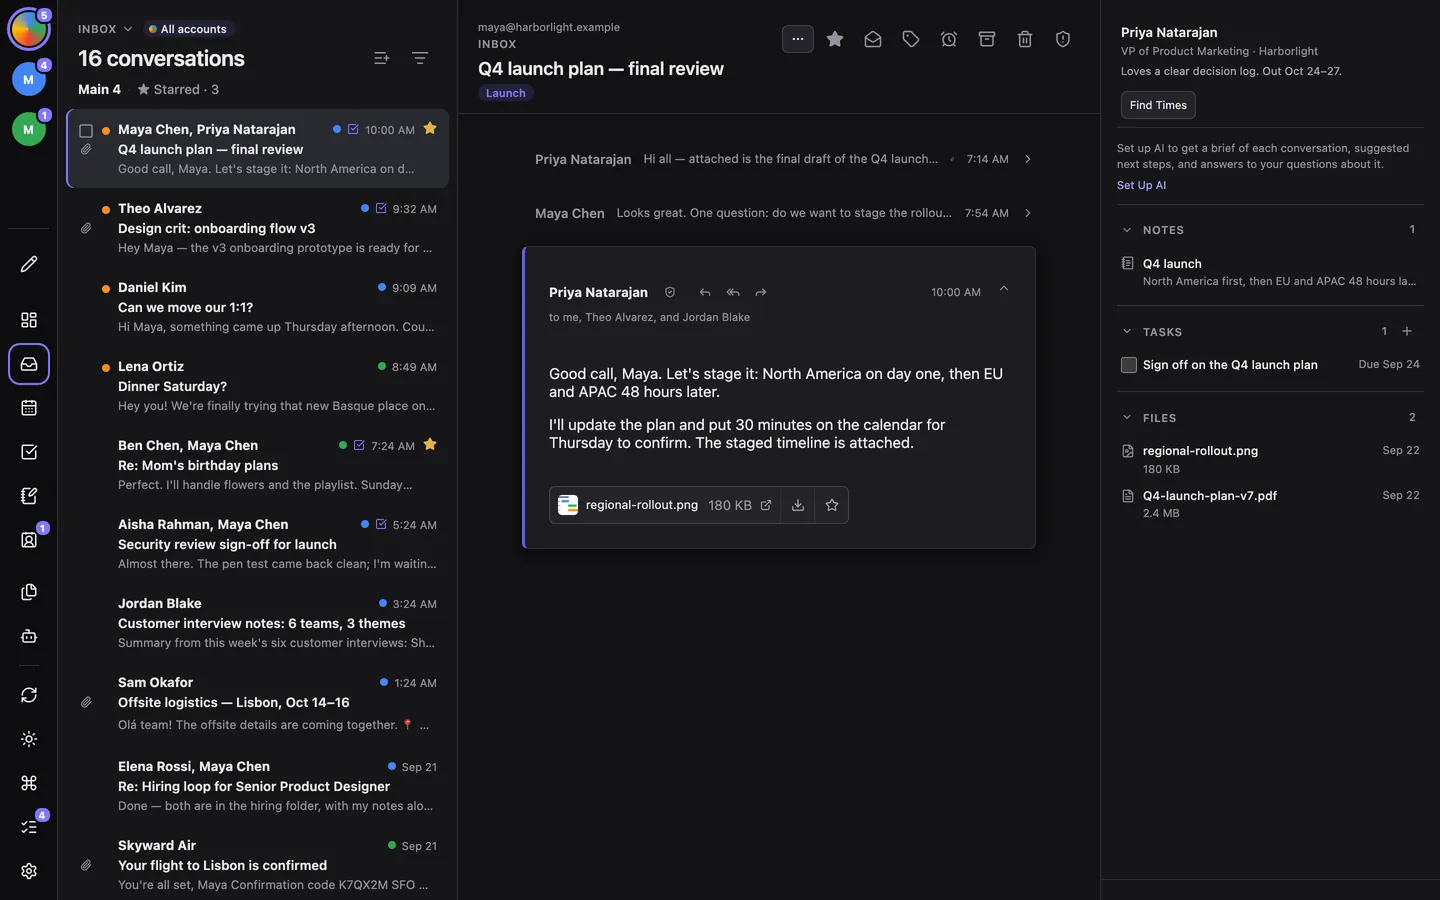 5
M 4
M 1
1
4
INBOX
All accounts
16 conversations
Main 4 · Starred · 3
Maya Chen, Priya Natarajan 10:00 AM
Q4 launch plan — final review
Good call, Maya. Let's stage it: North America on d...
Theo Alvarez 9:32 AM
Design crit: onboarding flow v3
Hey Maya — the v3 onboarding prototype is ready for ...
Daniel Kim 9:09 AM
Can we move our 1:1?
Hi Maya, something came up Thursday afternoon. Cou...
Lena Ortiz 8:49 AM
Dinner Saturday?
Hey you! We're finally trying that new Basque place on...
Ben Chen, Maya Chen 7:24 AM
Re: Mom's birthday plans
Perfect. I'll handle flowers and the playlist. Sunday...
Aisha Rahman, Maya Chen 5:24 AM
Security review sign-off for launch
Almost there. The pen test came back clean; I'm waitin...
Jordan Blake 3:24 AM
Customer interview notes: 6 teams, 3 themes
Summary from this week's six customer interviews: Sh...
Sam Okafor 1:24 AM
Offsite logistics — Lisbon, Oct 14–16
Olá team! The offsite details are coming together. 📍 ...
Elena Rossi, Maya Chen Sep 21
Re: Hiring loop for Senior Product Designer
Done — both are in the hiring folder, with my notes alo...
Skyward Air Sep 21
Your flight to Lisbon is confirmed
You're all set, Maya Confirmation code K7QX2M SFO ...
maya@harborlight.example
INBOX
Q4 launch plan — final review
Launch
Priya Natarajan Hi all — attached is the final draft of the Q4 launch... 7:14 AM
Maya Chen Looks great. One question: do we want to stage the rollou... 7:54 AM
Priya Natarajan 10:00 AM
to me, Theo Alvarez, and Jordan Blake
Good call, Maya. Let's stage it: North America on day one, then EU
and APAC 48 hours later.
I'll update the plan and put 30 minutes on the calendar for
Thursday to confirm. The staged timeline is attached.
regional-rollout.png 180 KB
Priya Natarajan
VP of Product Marketing · Harborlight
Loves a clear decision log. Out Oct 24–27.
Find Times
Set up AI to get a brief of each conversation, suggested
next steps, and answers to your questions about it.
Set Up AI
NOTES 1
Q4 launch
North America first, then EU and APAC 48 hours la...
TASKS 1
Sign off on the Q4 launch plan Due Sep 24
FILES 2
regional-rollout.png Sep 22
180 KB
Q4-launch-plan-v7.pdf Sep 22
2.4 MB